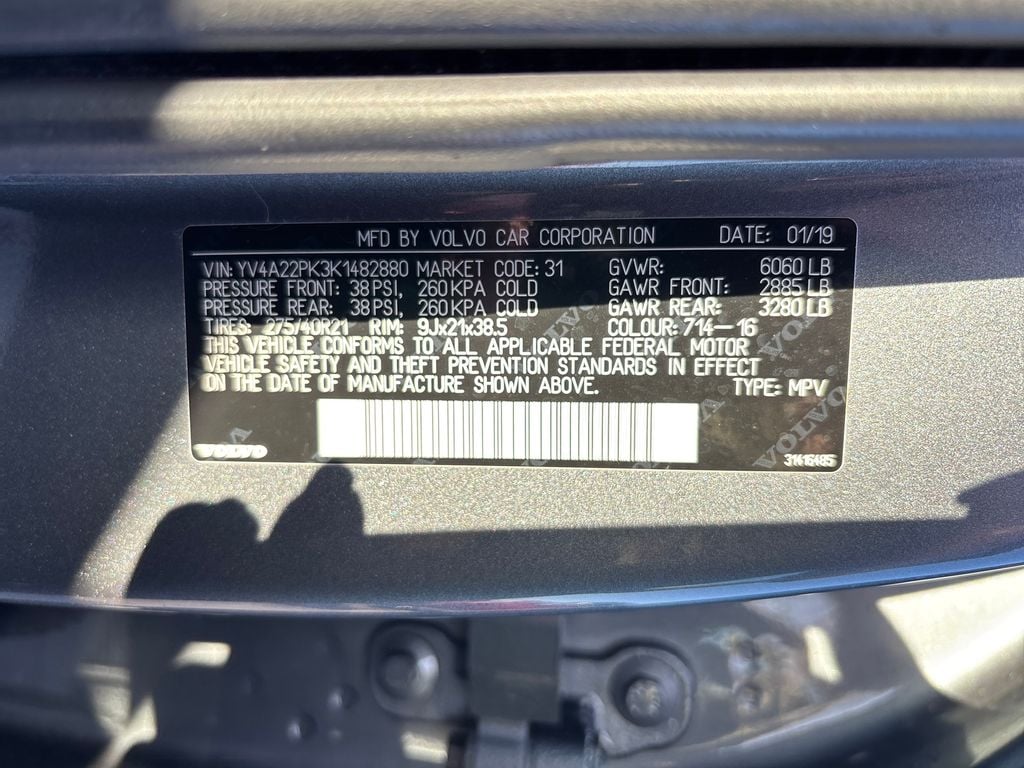 MFD BY VOLVO CAR CORPORATION DATE: 01/19
VIN: YV4A22PK3K1482880 MARKET CODE: 31 GVWR: 6060 LB
PRESSURE FRONT: 38 PSI, 260 KPA COLD GAWR FRONT: 2885 LB
PRESSURE REAR: 38 PSI, 260 KPA COLD GAWR REAR: 3280 LB
TIRES: 275/40R21 RIM: 9Jx21x38.5 COLOUR: 714-16
THIS VEHICLE CONFORMS TO ALL APPLICABLE FEDERAL MOTOR
VEHICLE SAFETY AND THEFT PREVENTION STANDARDS IN EFFECT
ON THE DATE OF MANUFACTURE SHOWN ABOVE. TYPE: MPV
VOLVO 31416485